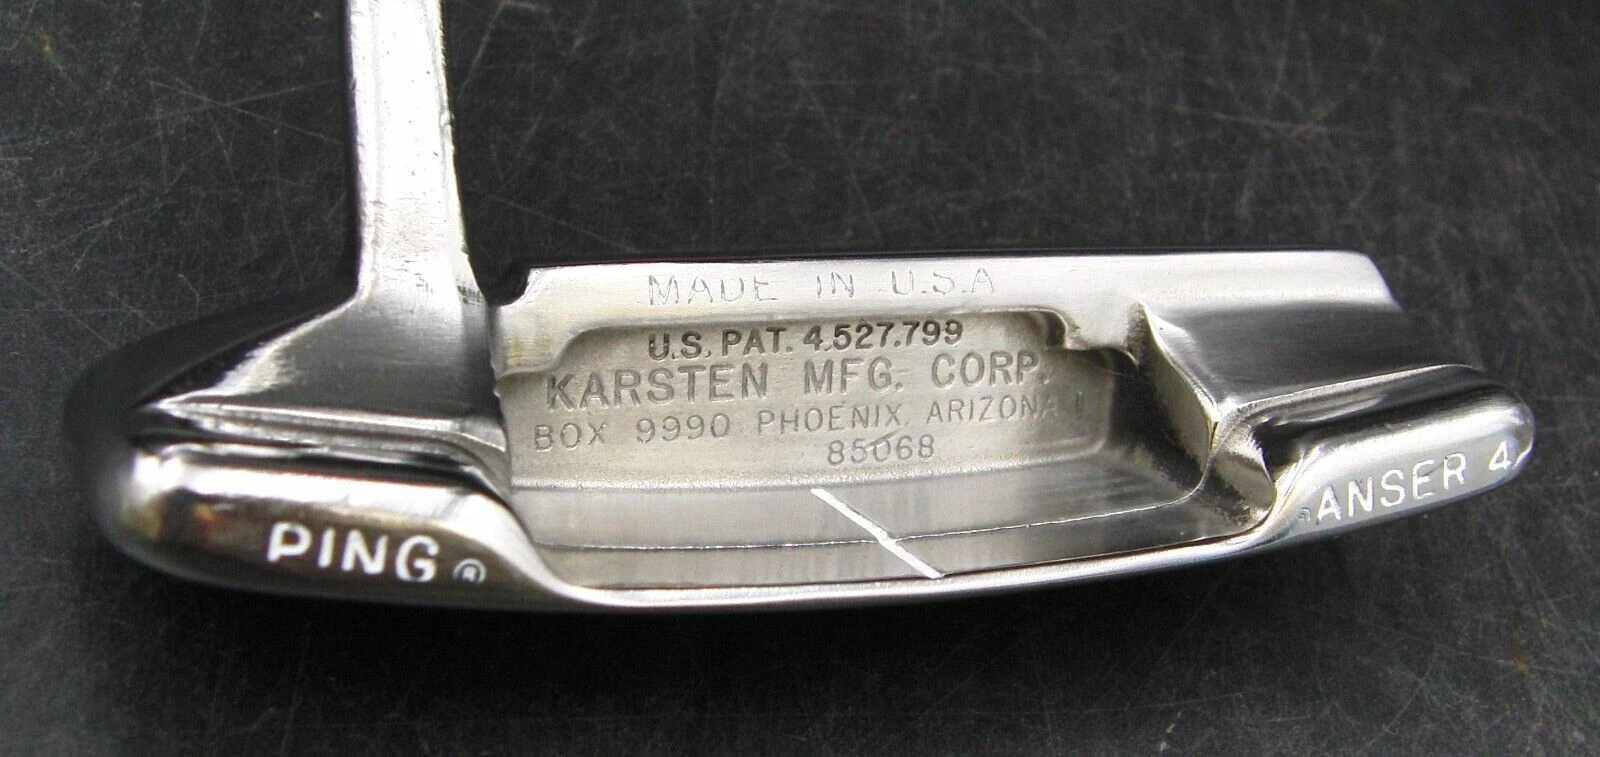 MADE IN U.S.A
U.S. PAT. 4.527.799
KARSTEN MFG. CORP.
BOX 9990 PHOENIX, ARIZONA
85068
PING ®
® ANSER 4